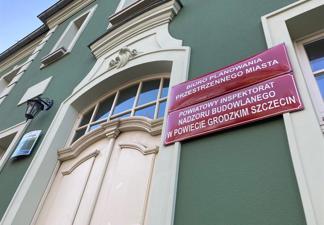 BIURO PLANOWANIA
PRZESTRZENNEGO MIASTA
POWIATOWY INSPEKTORAT
NADZORU BUDOWLANEGO
W POWIECIE GRODZKIM SZCZECIN